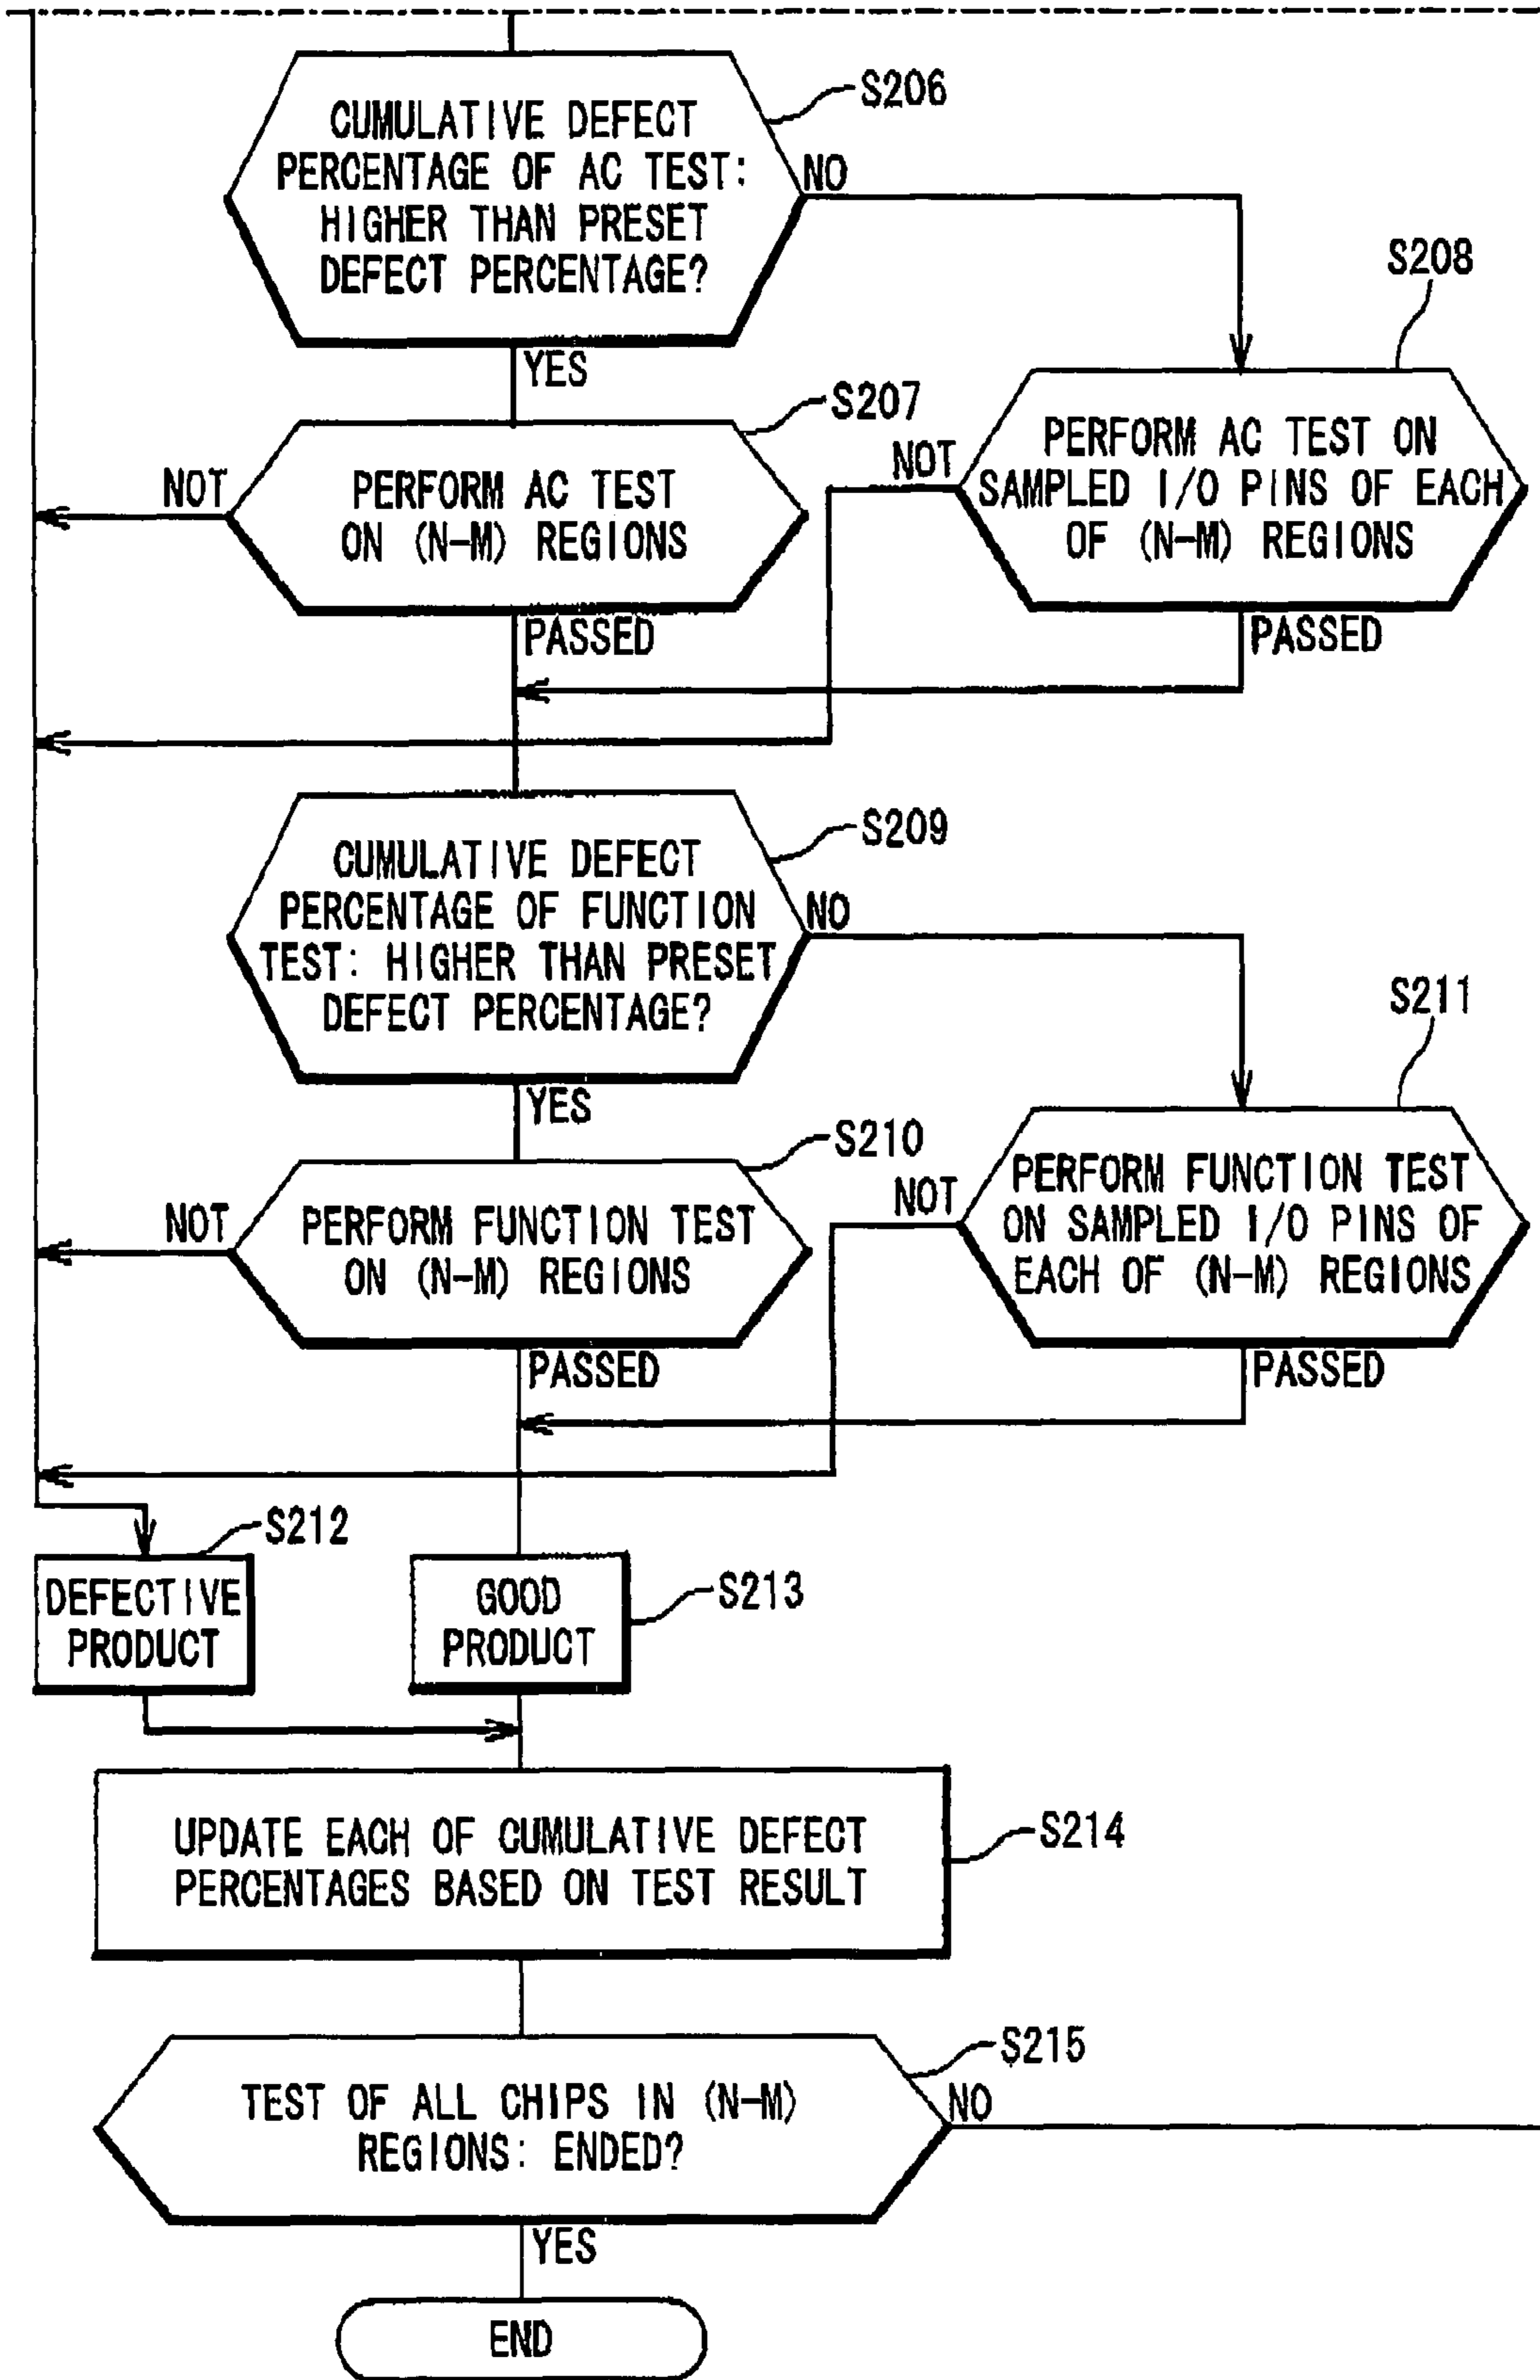 S206
CUMULATIVE DEFECT
PERCENTAGE OF AC TEST:
HIGHER THAN PRESET
DEFECT PERCENTAGE?
NO
YES
S208
PERFORM AC TEST ON
SAMPLED I/O PINS OF EACH
OF (N-M) REGIONS
NOT
PASSED
S207
NOT
PERFORM AC TEST
ON (N-M) REGIONS
PASSED
S209
CUMULATIVE DEFECT
PERCENTAGE OF FUNCTION
TEST: HIGHER THAN PRESET
DEFECT PERCENTAGE?
NO
YES
S211
PERFORM FUNCTION TEST
ON SAMPLED I/O PINS OF
EACH OF (N-M) REGIONS
NOT
PASSED
S210
NOT
PERFORM FUNCTION TEST
ON (N-M) REGIONS
PASSED
S212
DEFECTIVE
PRODUCT
S213
GOOD
PRODUCT
S214
UPDATE EACH OF CUMULATIVE DEFECT
PERCENTAGES BASED ON TEST RESULT
S215
TEST OF ALL CHIPS IN (N-M)
REGIONS: ENDED?
NO
YES
END